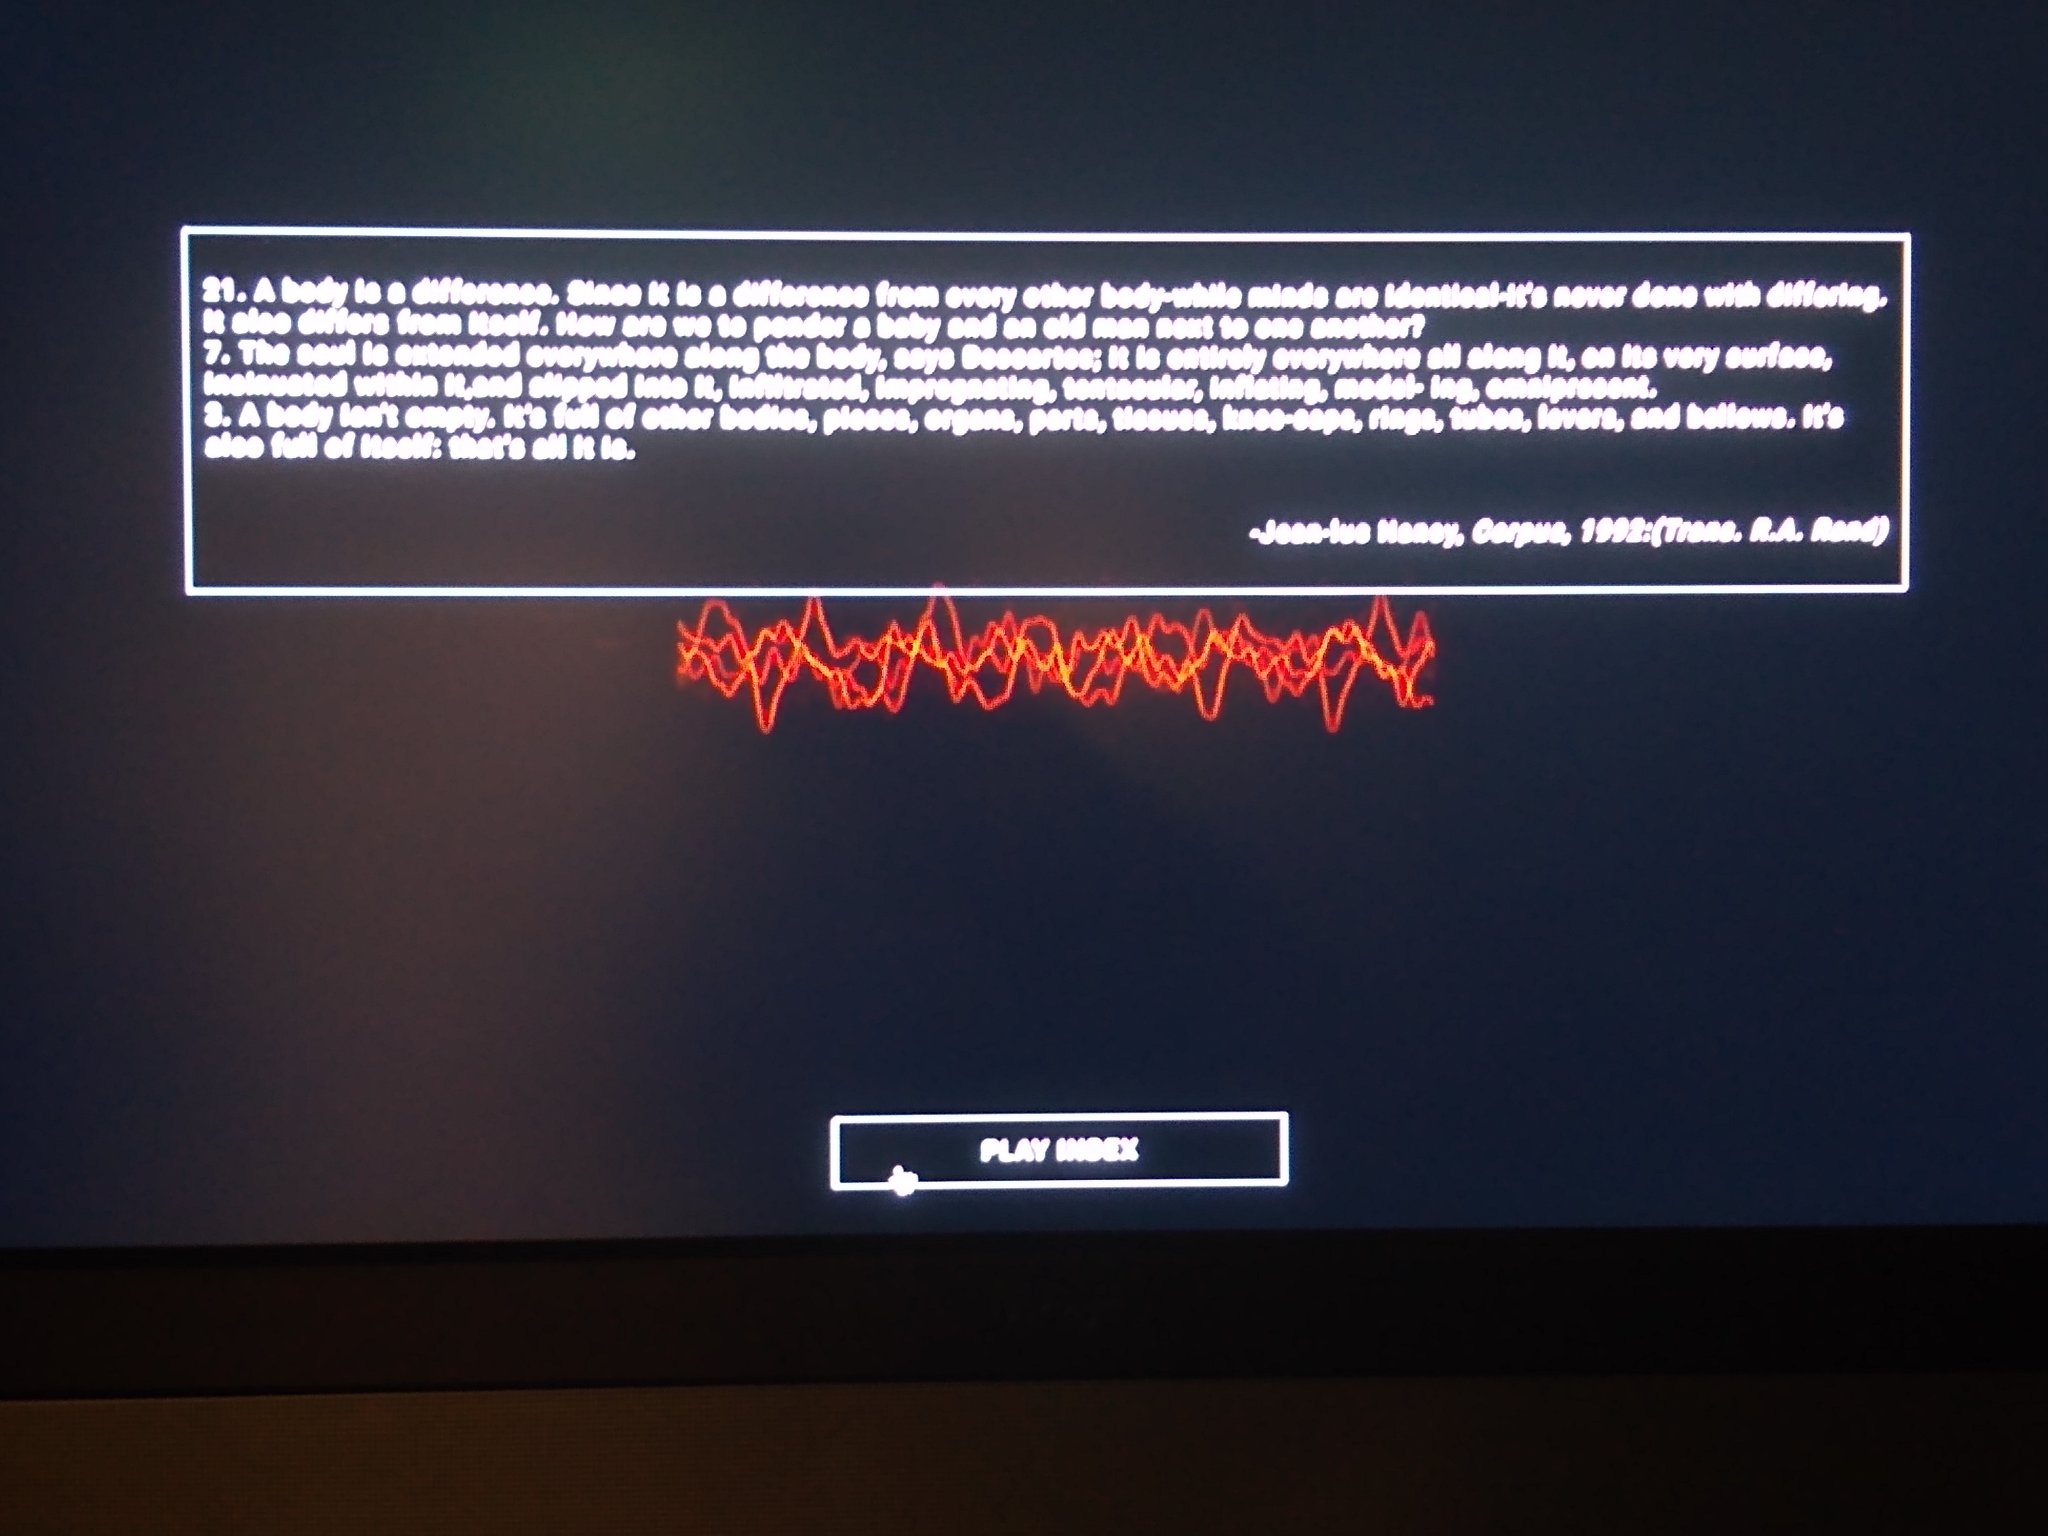 21. A body is a difference. Since it is a difference from every other body-while minds are identical-it's never done with differing.
It also differs from itself. How are we to ponder a baby and an old man next to one another?
7. The soul is extended everywhere along the body, says Descartes; it is entirely everywhere all along it, on its very surface,
insinuated within it,and slipped into it, infiltrated, impregnating, tentacular, inflating, model- ing, omnipresent.
3. A body isn't empty. It's full of other bodies, pieces, organs, parts, tissues, knee-caps, rings, tubes, levers, and bellows. It's
also full of itself: that's all it is.
-Jean-luc Nancy, Corpus, 1992:(Trans. R.A. Rand)
PLAY INDEX